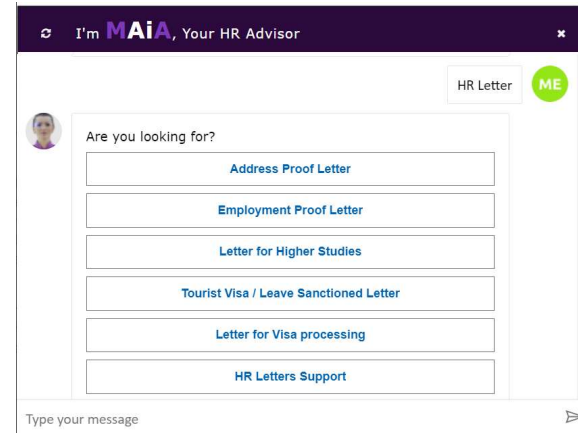 I'm MAiA, Your HR Advisor
HR Letter
ME
Are you looking for?
Address Proof Letter
Employment Proof Letter
Letter for Higher Studies
Tourist Visa / Leave Sanctioned Letter
Letter for Visa processing
HR Letters Support
Type your message